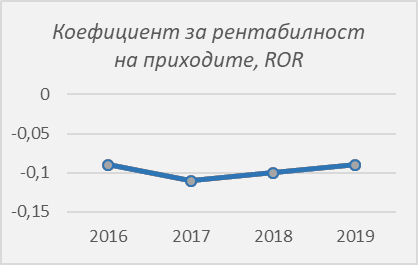 Коефициент за рентабилност
на приходите, ROR
0
-0,05
-0,1
-0,15
2016 2017 2018 2019